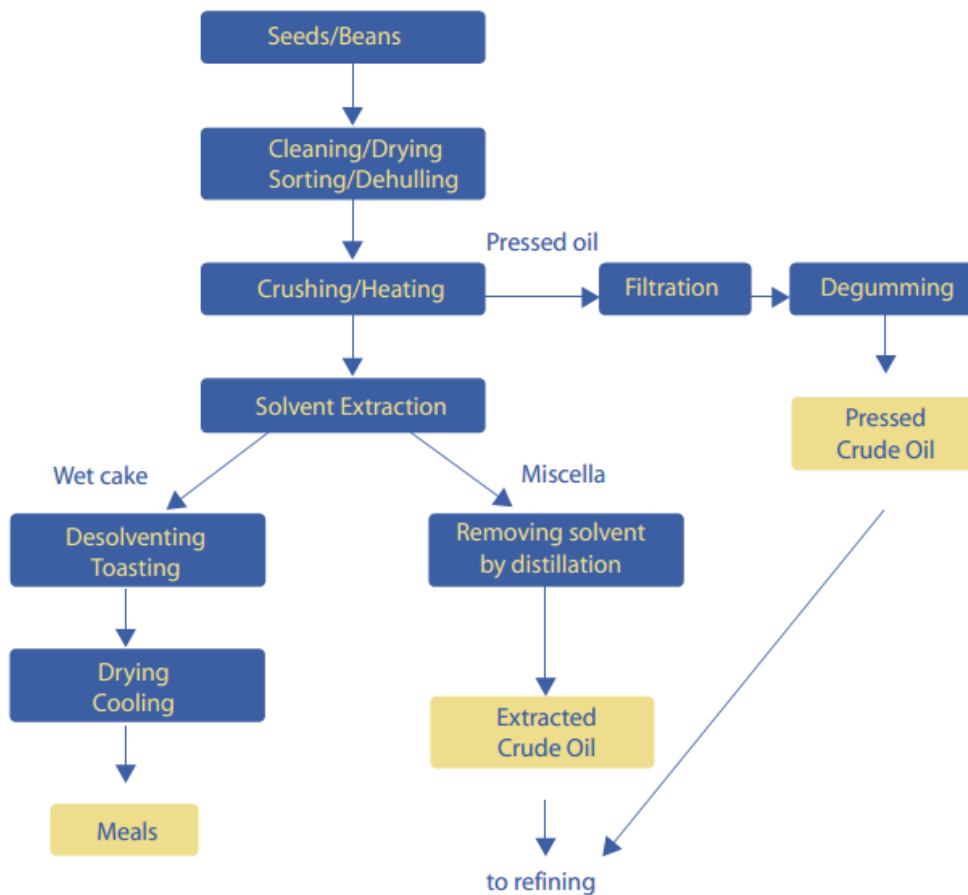 Seeds/Beans
Cleaning/Drying
Sorting/Dehulling
Pressed oil
Crushing/Heating
Filtration
Degumming
Solvent Extraction
Pressed
Crude Oil
Wet cake
Miscella
Desolventing
Toasting
Removing solvent
by distillation
Drying
Cooling
Extracted
Crude Oil
Meals
to refining